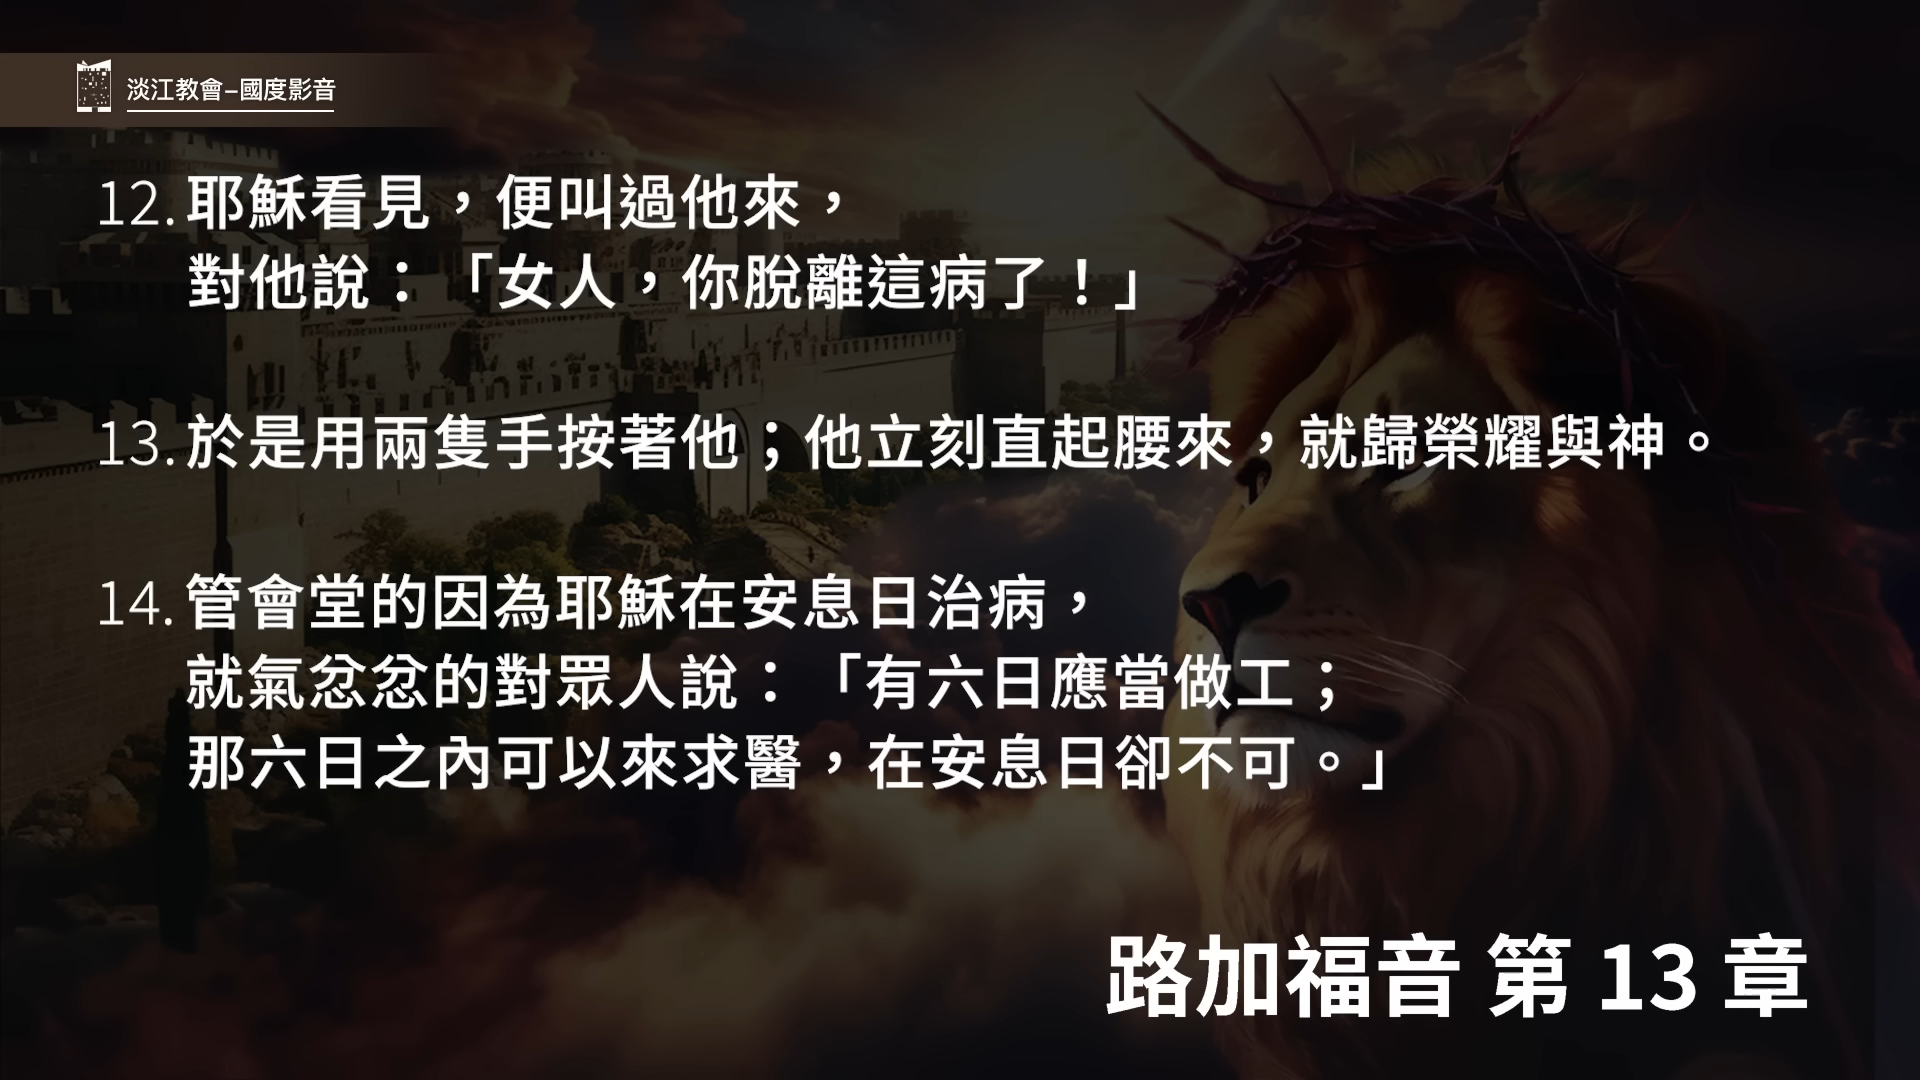 淡江教會–國度影音
12. 耶穌看見，便叫過他來，
對他說：「女人，你脫離這病了！」
13. 於是用兩隻手按著他；他立刻直起腰來，就歸榮耀與神。
14. 管會堂的因為耶穌在安息日治病，
就氣忿忿的對眾人說：「有六日應當做工；
那六日之內可以來求醫，在安息日卻不可。」
路加福音 第 13 章